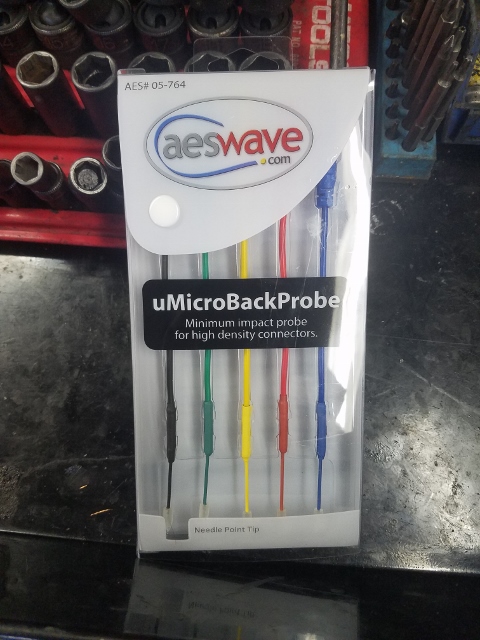 AES# 05-764
aeswave
.com
uMicroBackProbe
Minimum impact probe
for high density connectors.
Needle Point Tip